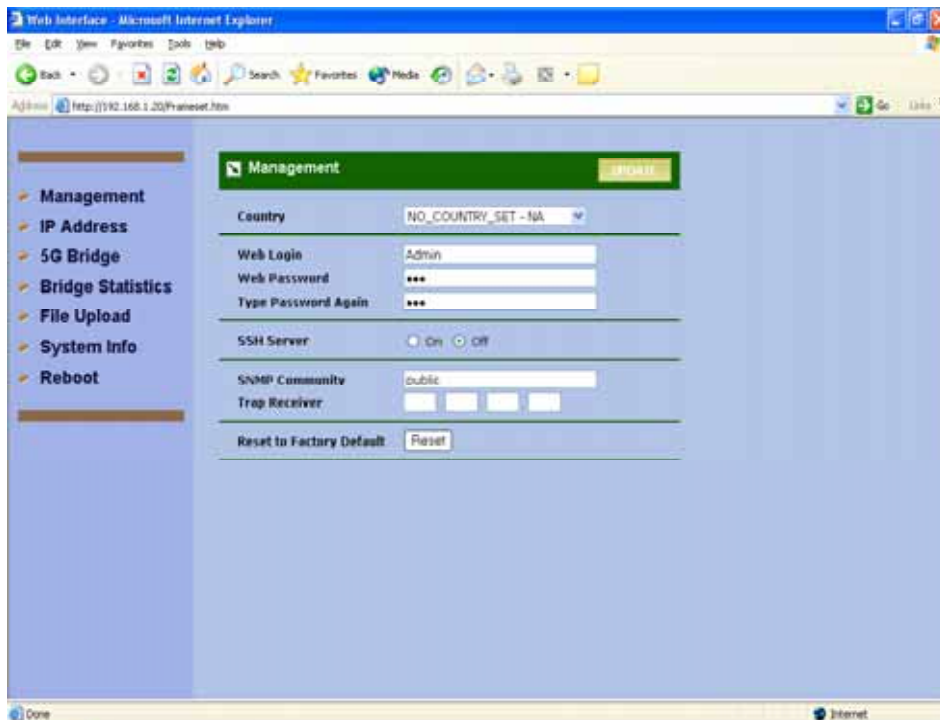 Web Interface - Microsoft Internet Explorer
File Edit View Favorites Tools Help
Back Search Favorites Media
Address http://192.168.1.20/Frameset.htm Go Links
Management UPDATE
Management
IP Address
5G Bridge
Bridge Statistics
File Upload
System Info
Reboot
Country NO_COUNTRY_SET - NA
Web Login Admin
Web Password •••
Type Password Again •••
SSH Server On Off
SNMP Community public
Trap Receiver
Reset to Factory Default Reset
Done Internet